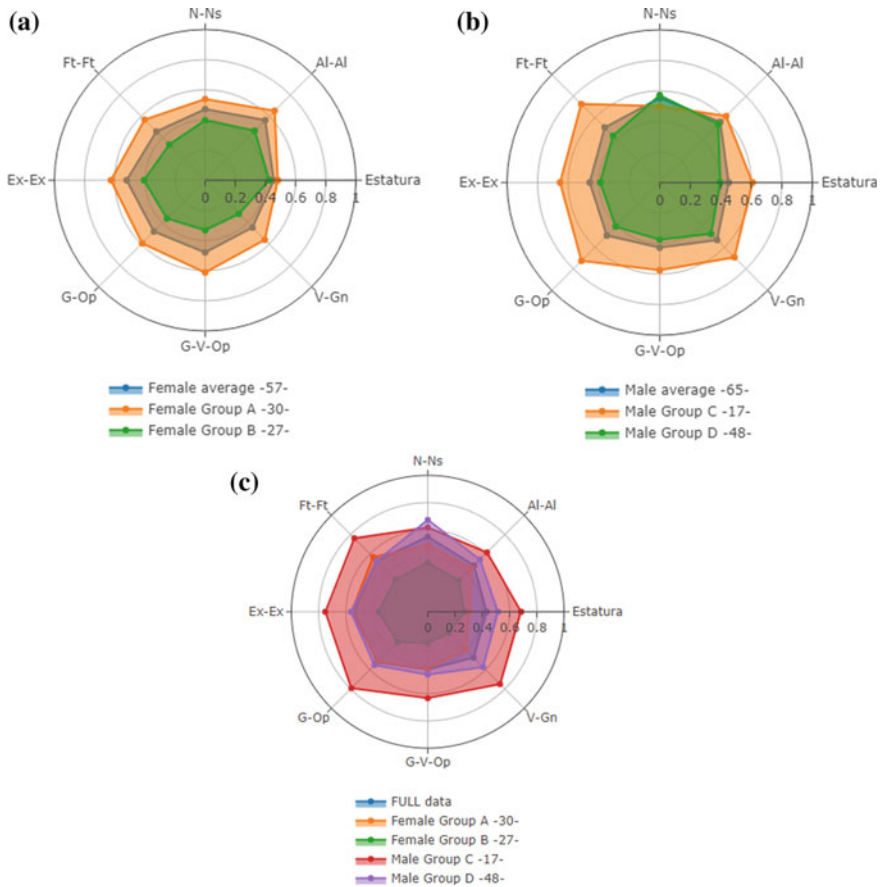 (a)
N-Ns
Ft-Ft
Al-Al
Ex-Ex
Estatura
0 0.2 0.4 0.6 0.8 1
G-Op
V-Gn
G-V-Op
Female average -57-
Female Group A -30-
Female Group B -27-
(b)
N-Ns
Ft-Ft
Al-Al
Ex-Ex
Estatura
0 0.2 0.4 0.6 0.8 1
G-Op
V-Gn
G-V-Op
Male average -65-
Male Group C -17-
Male Group D -48-
(c)
N-Ns
Ft-Ft
Al-Al
Ex-Ex
Estatura
0 0.2 0.4 0.6 0.8 1
G-Op
V-Gn
G-V-Op
FULL data
Female Group A -30-
Female Group B -27-
Male Group C -17-
Male Group D -48-